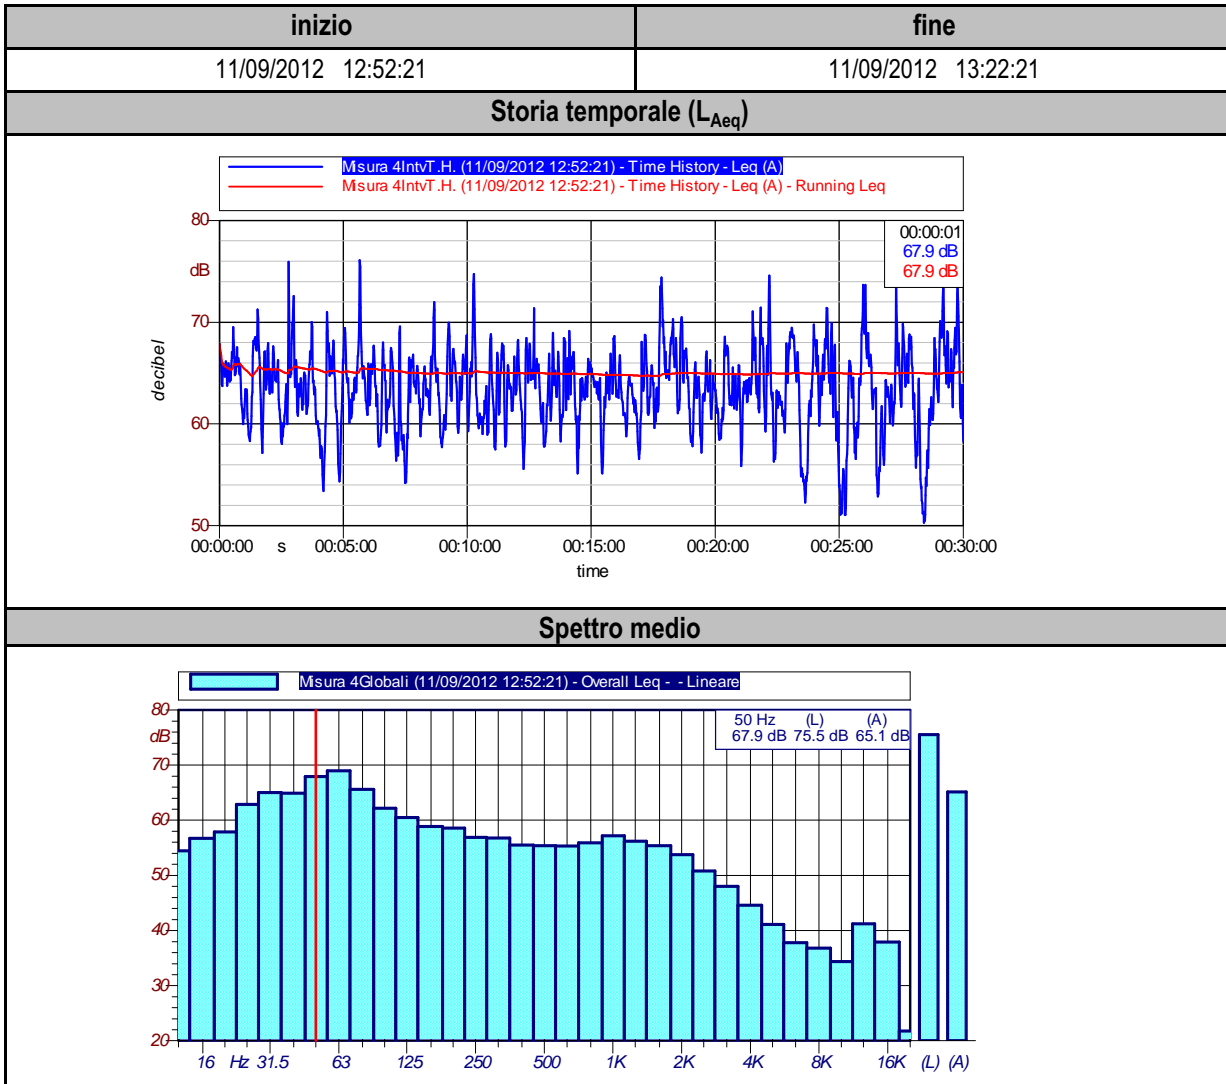 inizio fine
11/09/2012 12:52:21 11/09/2012 13:22:21
Storia temporale (LAeq)
Misura 4IntvT.H. (11/09/2012 12:52:21) - Time History - Leq (A)
Misura 4IntvT.H. (11/09/2012 12:52:21) - Time History - Leq (A) - Running Leq
80
dB
70
60
50
decibel
00:00:01
67.9 dB
67.9 dB
00:00:00 s 00:05:00 00:10:00 00:15:00 00:20:00 00:25:00 00:30:00
time
Spettro medio
Misura 4Globali (11/09/2012 12:52:21) - Overall Leq - - Lineare
80
dB
70
60
50
40
30
20
50 Hz (L) (A)
67.9 dB 75.5 dB 65.1 dB
16 Hz 31.5 63 125 250 500 1K 2K 4K 8K 16K (L) (A)